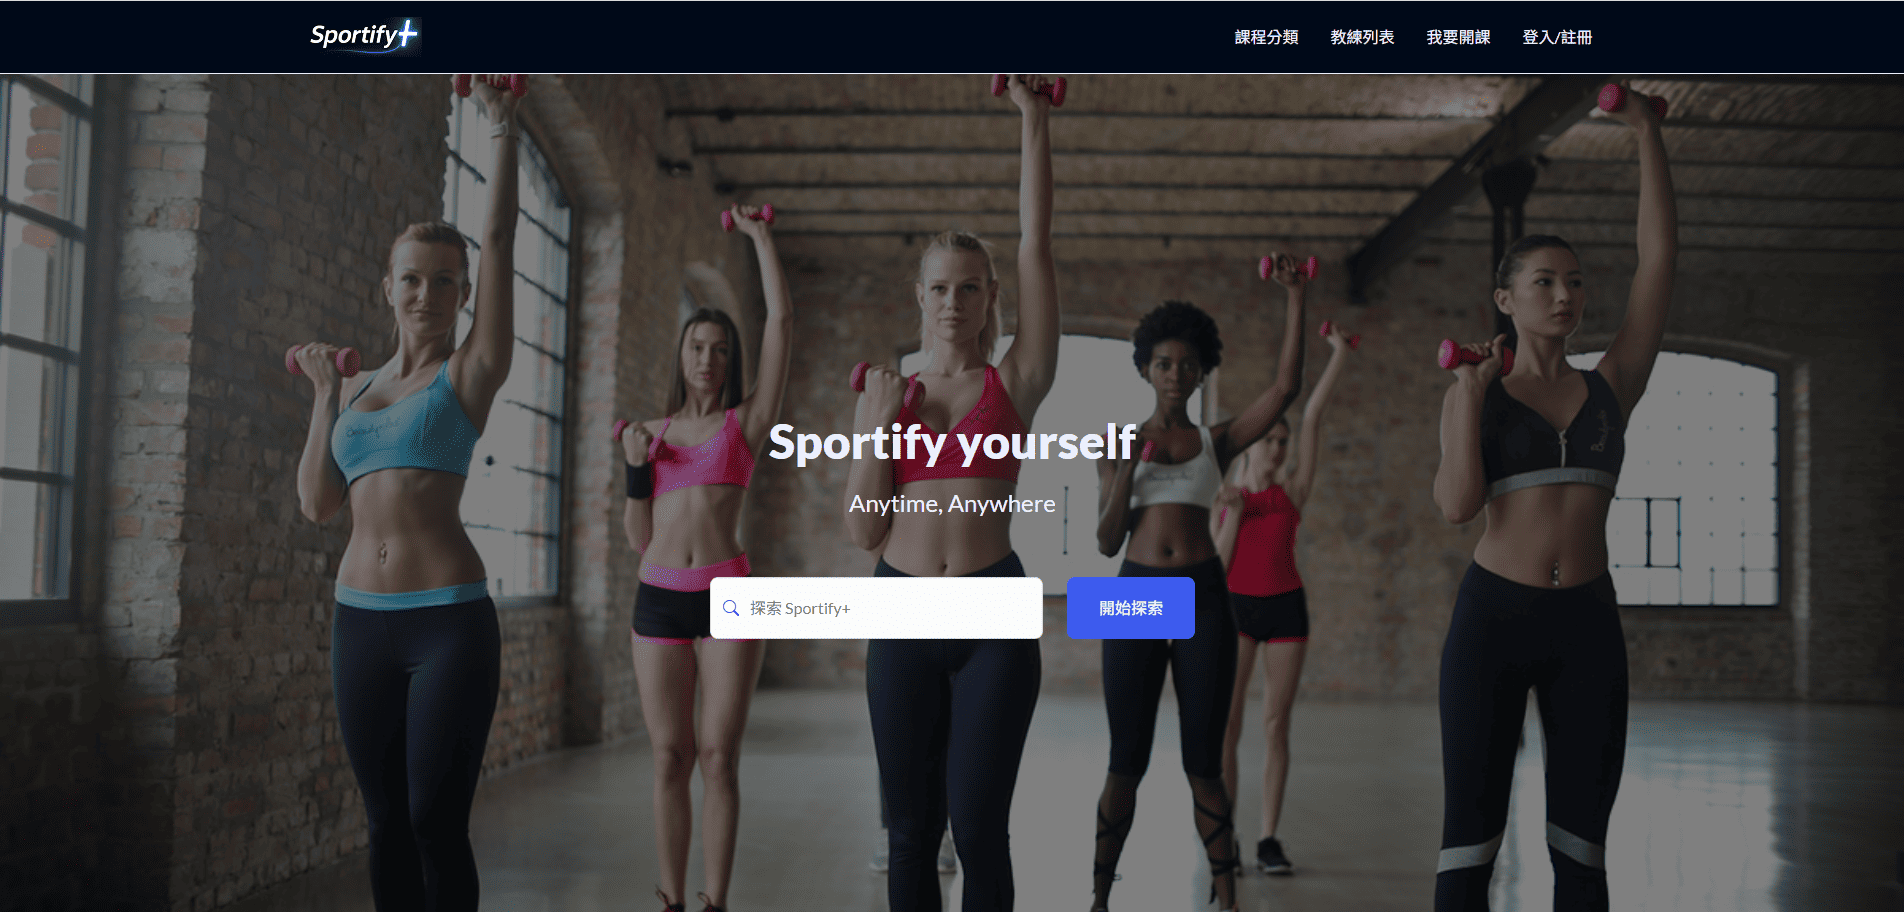 Sportify+
課程分類 教練列表 我要開課 登入/註冊
Sportify yourself
Anytime, Anywhere
探索 Sportify+
開始探索